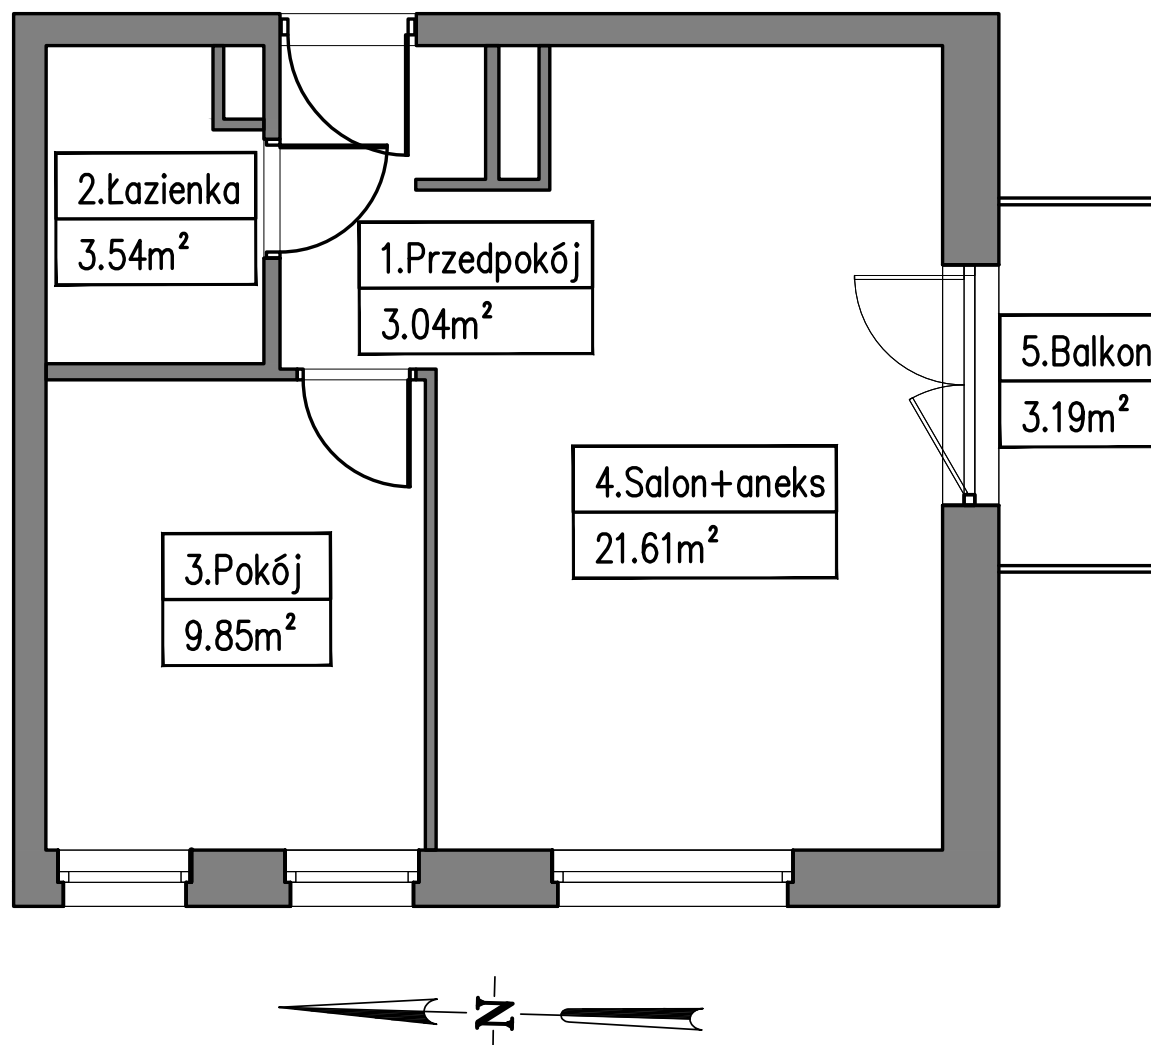 2.Łazienka
3.54m²
1.Przedpokój
3.04m²
5.Balkon
3.19m²
4.Salon+aneks
21.61m²
3.Pokój
9.85m²
N